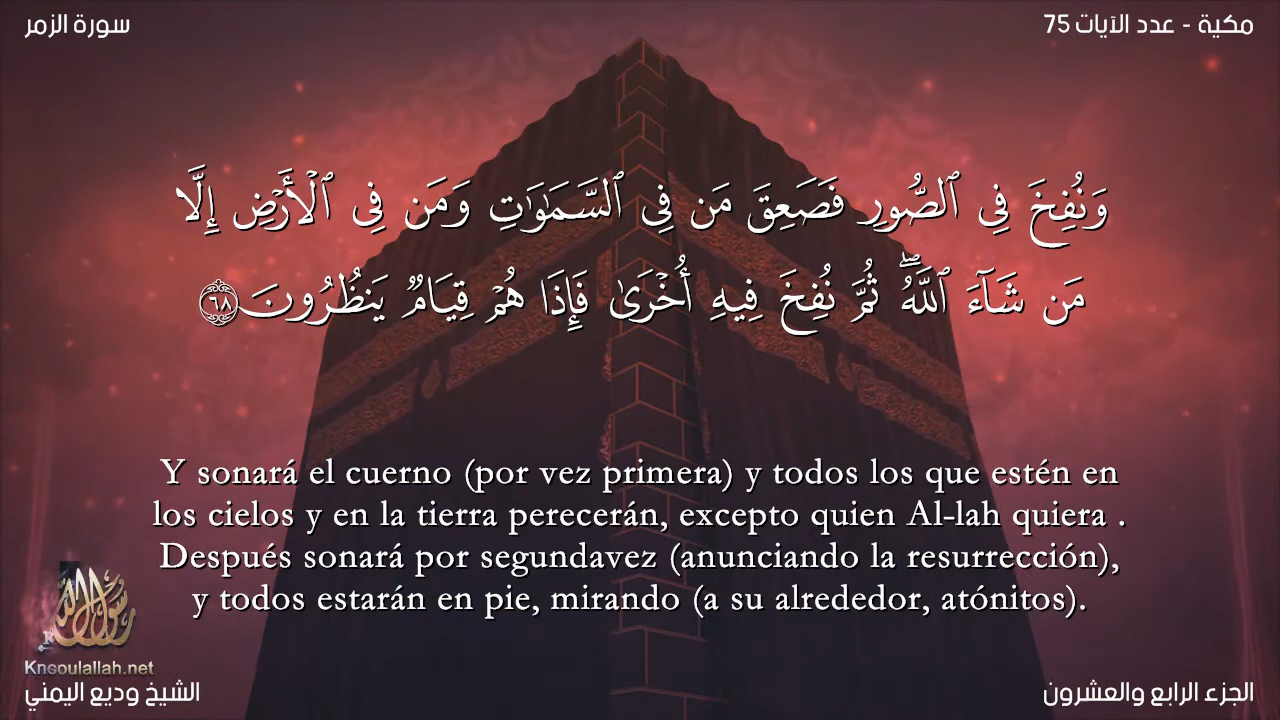 سورة الزمر
مكية - عدد الآيات 75
وَنُفِخَ فِي ٱلصُّورِ فَصَعِقَ مَن فِي ٱلسَّمَٰوَٰتِ وَمَن فِي ٱلْأَرْضِ إِلَّا
مَن شَآءَ ٱللَّهُۖ ثُمَّ نُفِخَ فِيهِ أُخْرَىٰ فَإِذَا هُمْ قِيَامٌ يَنظُرُونَ ٦٨
Y sonará el cuerno (por vez primera) y todos los que estén en
los cielos y en la tierra perecerán, excepto quien Al-lah quiera .
Después sonará por segundavez (anunciando la resurrección),
y todos estarán en pie, mirando (a su alrededor, atónitos).
رسول الله
Knsoulallah.net
الشيخ وديع اليمني
الجزء الرابع والعشرون